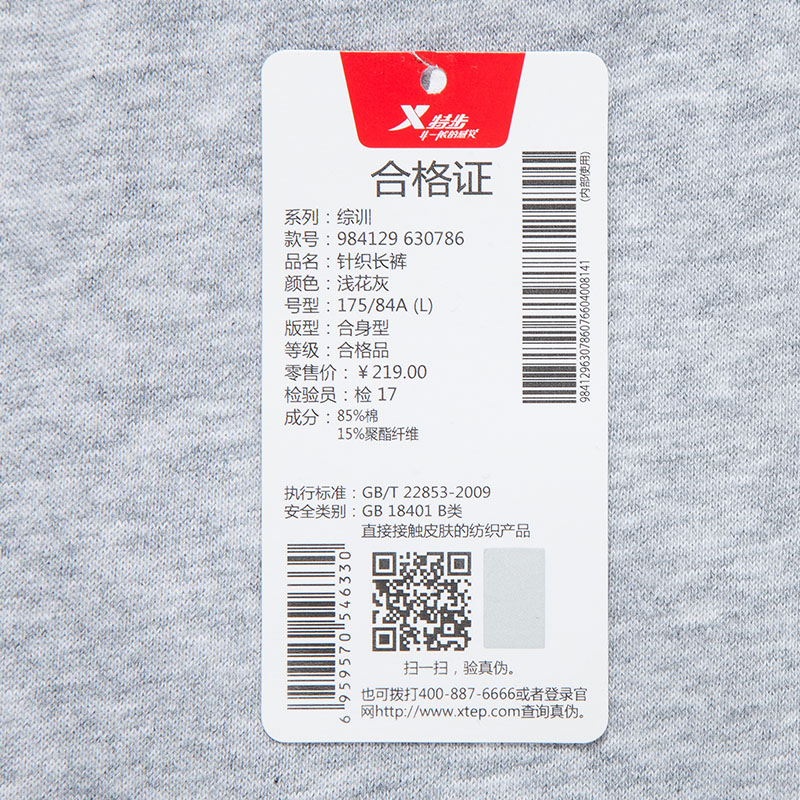 X 特步
非一般的感觉
合格证
系列：综训
款号：984129 630786
品名：针织长裤
颜色：浅花灰
号型：175/84A (L)
版型：合身型
等级：合格品
零售价：￥219.00
检验员：检 17
成分：85%棉
15%聚酯纤维
(内部使用)
984129630786076604008141
执行标准：GB/T 22853-2009
安全类别：GB 18401 B类
直接接触皮肤的纺织产品
6 959570 546330
扫一扫，验真伪。
也可拨打400-887-6666或者登录官
网http://www.xtep.com查询真伪。